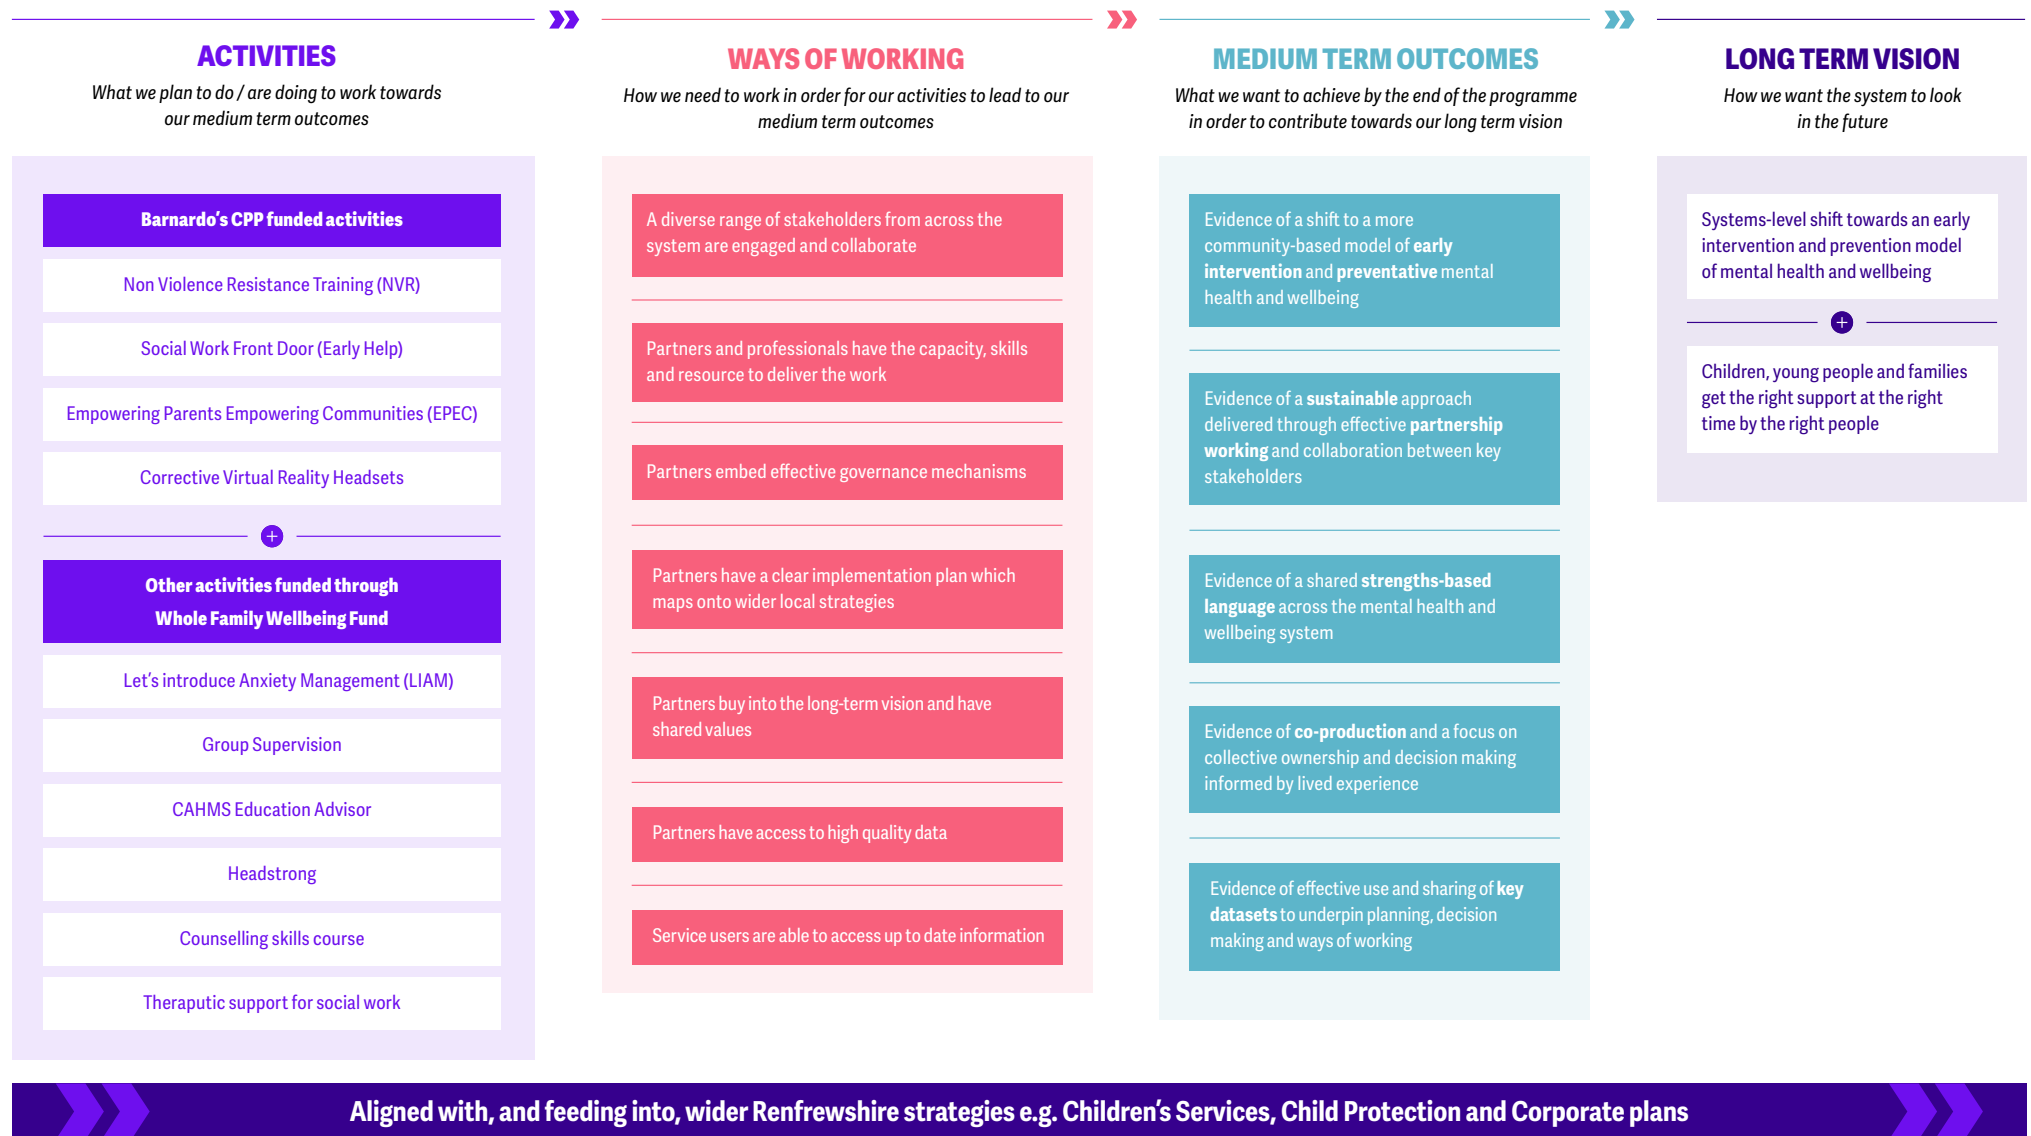 ACTIVITIES
What we plan to do / are doing to work towards
our medium term outcomes
Barnardo's CPP funded activities
Non Violence Resistance Training (NVR)
Social Work Front Door (Early Help)
Empowering Parents Empowering Communities (EPEC)
Corrective Virtual Reality Headsets
+
Other activities funded through
Whole Family Wellbeing Fund
Let's introduce Anxiety Management (LIAM)
Group Supervision
CAHMS Education Advisor
Headstrong
Counselling skills course
Theraputic support for social work
WAYS OF WORKING
How we need to work in order for our activities to lead to our
medium term outcomes
A diverse range of stakeholders from across the
system are engaged and collaborate
Partners and professionals have the capacity, skills
and resource to deliver the work
Partners embed effective governance mechanisms
Partners have a clear implementation plan which
maps onto wider local strategies
Partners buy into the long-term vision and have
shared values
Partners have access to high quality data
Service users are able to access up to date information
MEDIUM TERM OUTCOMES
What we want to achieve by the end of the programme
in order to contribute towards our long term vision
Evidence of a shift to a more
community-based model of early
intervention and preventative mental
health and wellbeing
Evidence of a sustainable approach
delivered through effective partnership
working and collaboration between key
stakeholders
Evidence of a shared strengths-based
language across the mental health and
wellbeing system
Evidence of co-production and a focus on
collective ownership and decision making
informed by lived experience
Evidence of effective use and sharing of key
datasets to underpin planning, decision
making and ways of working
LONG TERM VISION
How we want the system to look
in the future
Systems-level shift towards an early
intervention and prevention model
of mental health and wellbeing
+
Children, young people and families
get the right support at the right
time by the right people
Aligned with, and feeding into, wider Renfrewshire strategies e.g. Children's Services, Child Protection and Corporate plans